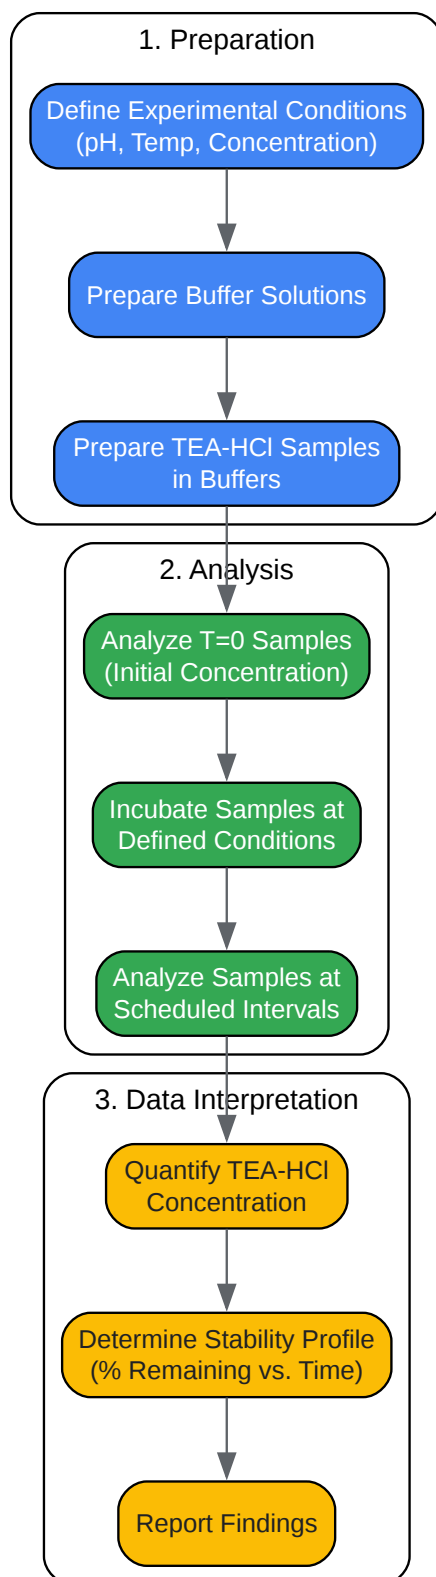 1. Preparation
Define Experimental Conditions
(pH, Temp, Concentration)
Prepare Buffer Solutions
Prepare TEA-HCl Samples
in Buffers
2. Analysis
Analyze T=0 Samples
(Initial Concentration)
Incubate Samples at
Defined Conditions
Analyze Samples at
Scheduled Intervals
3. Data Interpretation
Quantify TEA-HCl
Concentration
Determine Stability Profile
(% Remaining vs. Time)
Report Findings